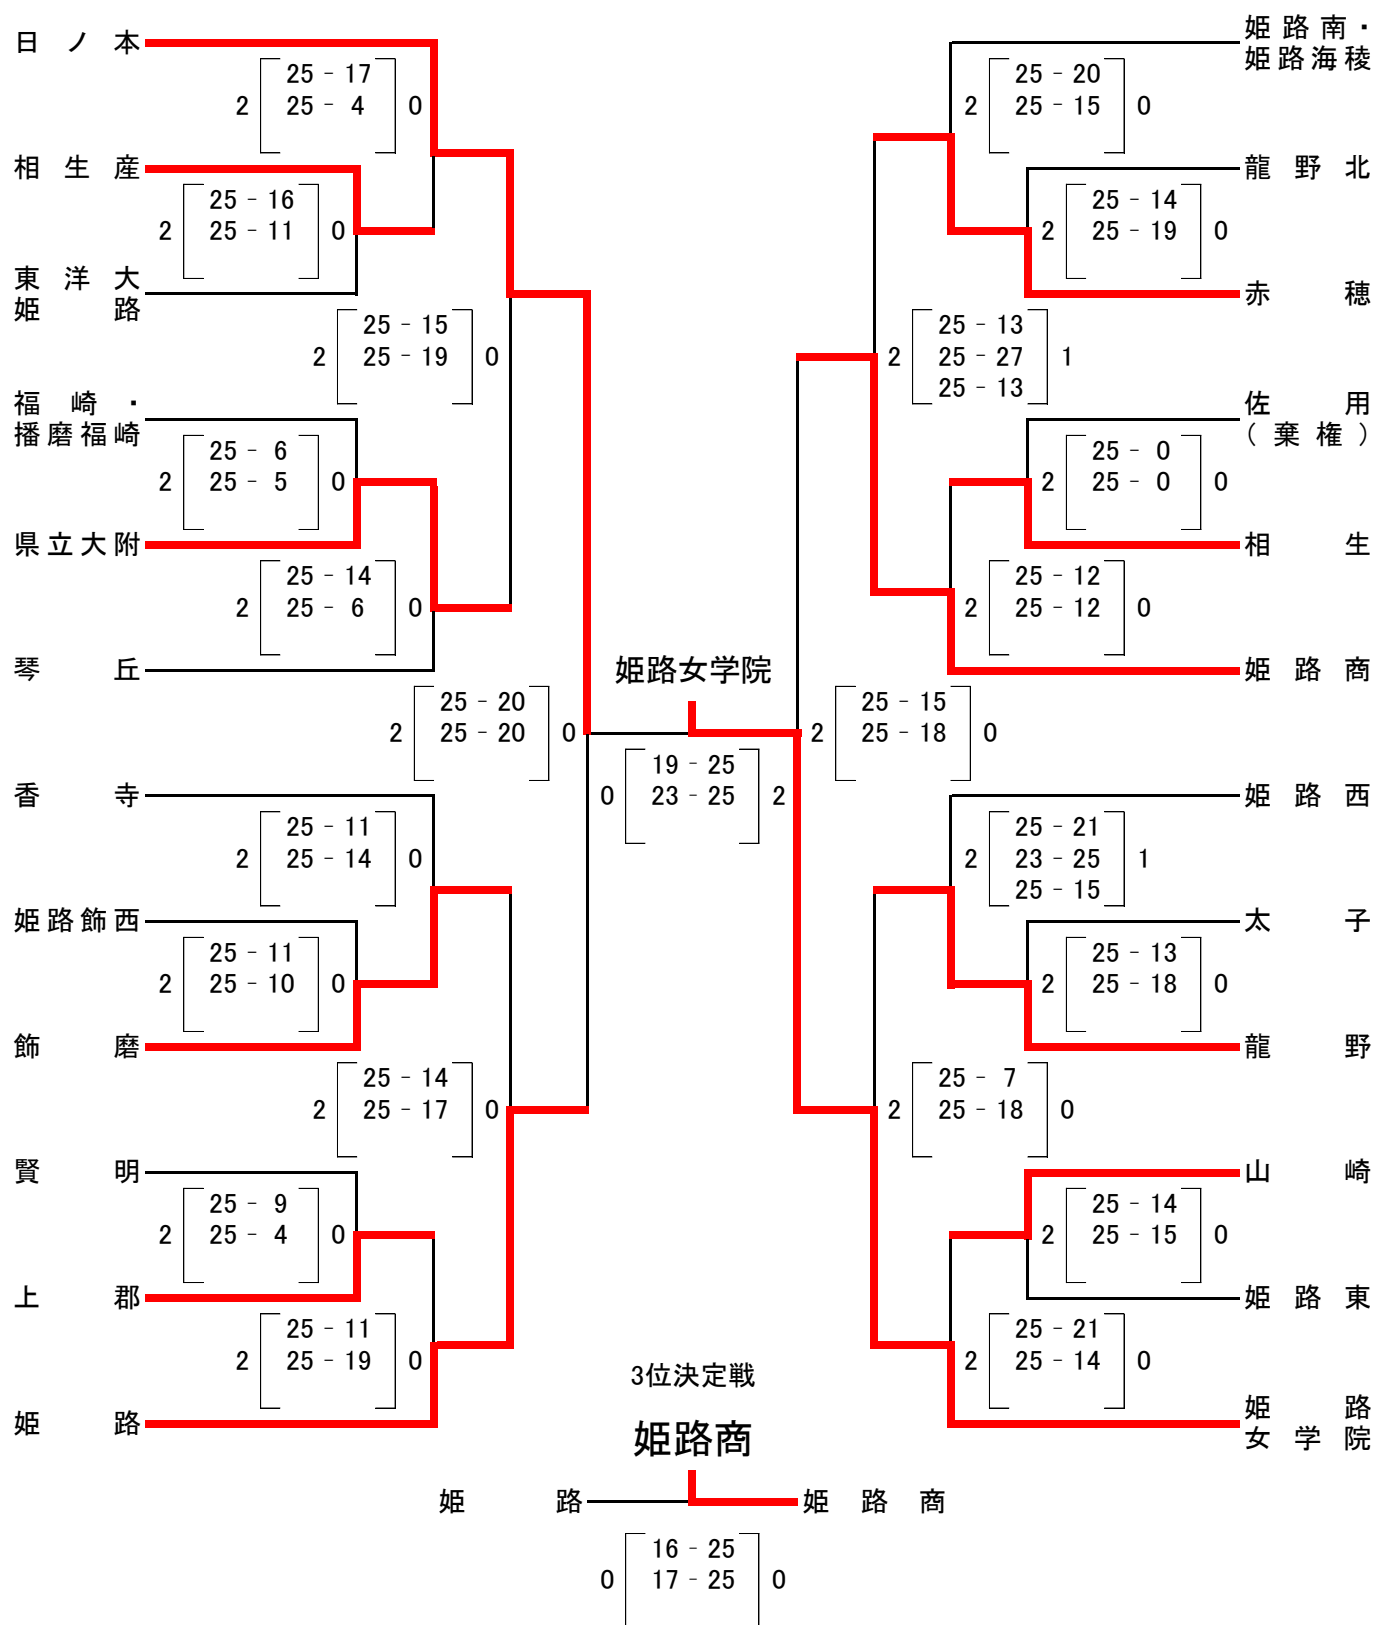 日ノ本
25 - 17
2 25 - 4 0
相生産
25 - 16
2 25 - 11 0
東洋大
姫路
25 - 15
2 25 - 19 0
福崎・
播磨福崎
25 - 6
2 25 - 5 0
県立大附
25 - 14
2 25 - 6 0
琴丘
25 - 20
2 25 - 20 0
香寺
25 - 11
2 25 - 14 0
姫路飾西
25 - 11
2 25 - 10 0
飾磨
25 - 14
2 25 - 17 0
賢明
25 - 9
2 25 - 4 0
上郡
25 - 11
2 25 - 19 0
姫路
姫路女学院
19 - 25
0 23 - 25 2
姫路南・
姫路海稜
25 - 20
2 25 - 15 0
龍野北
25 - 14
2 25 - 19 0
赤穂
25 - 13
2 25 - 27 1
25 - 13
佐用
（棄権）
25 - 0
2 25 - 0 0
相生
25 - 12
2 25 - 12 0
姫路商
25 - 15
2 25 - 18 0
姫路西
25 - 21
2 23 - 25 1
25 - 15
太子
25 - 13
2 25 - 18 0
龍野
25 - 7
2 25 - 18 0
山崎
25 - 14
2 25 - 15 0
姫路東
25 - 21
2 25 - 14 0
姫路
女学院
3位決定戦
姫路商
姫路 姫路商
16 - 25
0 17 - 25 0